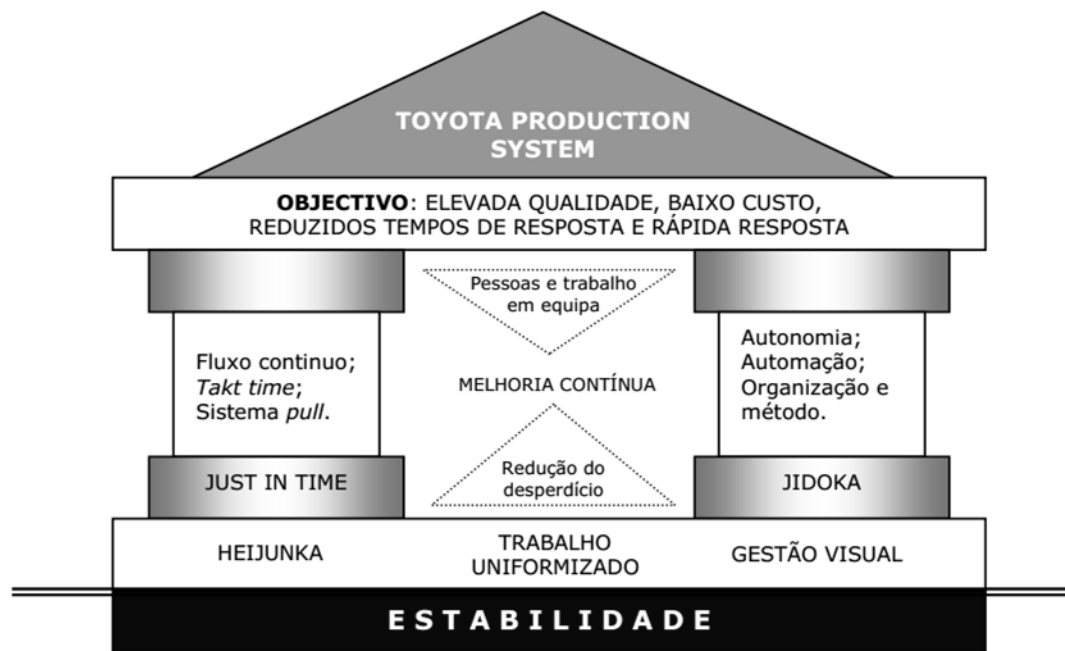 TOYOTA PRODUCTION
SYSTEM
OBJECTIVO: ELEVADA QUALIDADE, BAIXO CUSTO,
REDUZIDOS TEMPOS DE RESPOSTA E RÁPIDA RESPOSTA
Fluxo continuo;
Takt time;
Sistema pull.
JUST IN TIME
Pessoas e trabalho
em equipa
MELHORIA CONTÍNUA
Redução do
desperdício
Autonomia;
Automação;
Organização e
método.
JIDOKA
HEIJUNKA
TRABALHO
UNIFORMIZADO
GESTÃO VISUAL
ESTABILIDADE